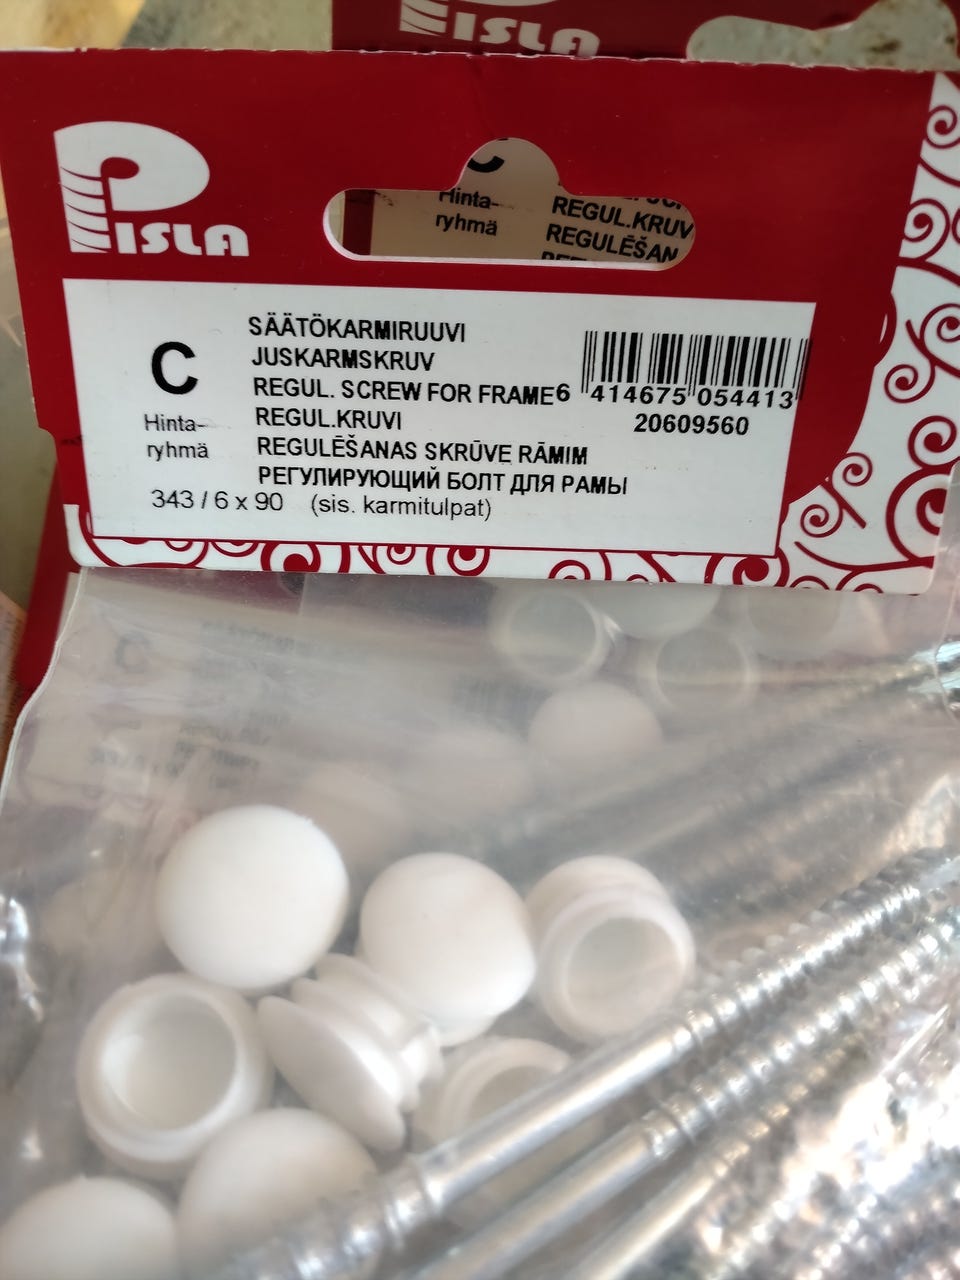 PEISLA
PISLA
C
Hinta-
ryhmä
REGUL.KRUV
REGULĒŠAN
SÄÄTÖKARMIRUUVI
JUSKARMSKRUV
REGUL. SCREW FOR FRAME
REGUL.KRUVI
REGULĒŠANAS SKRŪVE RĀMIM
РЕГУЛИРУЮЩИЙ БОЛТ ДЛЯ РАМЫ
C
Hinta-
ryhmä
343 / 6 x 90 (sis. karmitulpat)
6 414675 054413
20609560